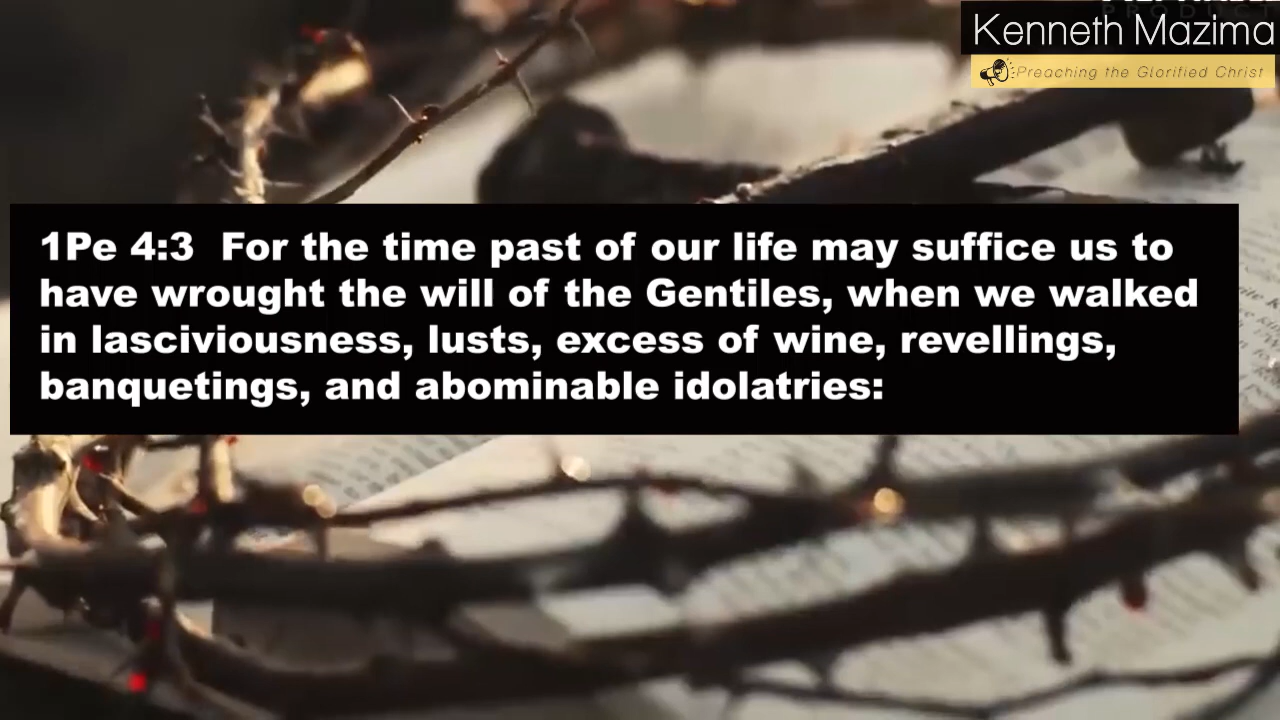 Kenneth Mazima
Preaching the Glorified Christ
1Pe 4:3 For the time past of our life may suffice us to
have wrought the will of the Gentiles, when we walked
in lasciviousness, lusts, excess of wine, revellings,
banquetings, and abominable idolatries: